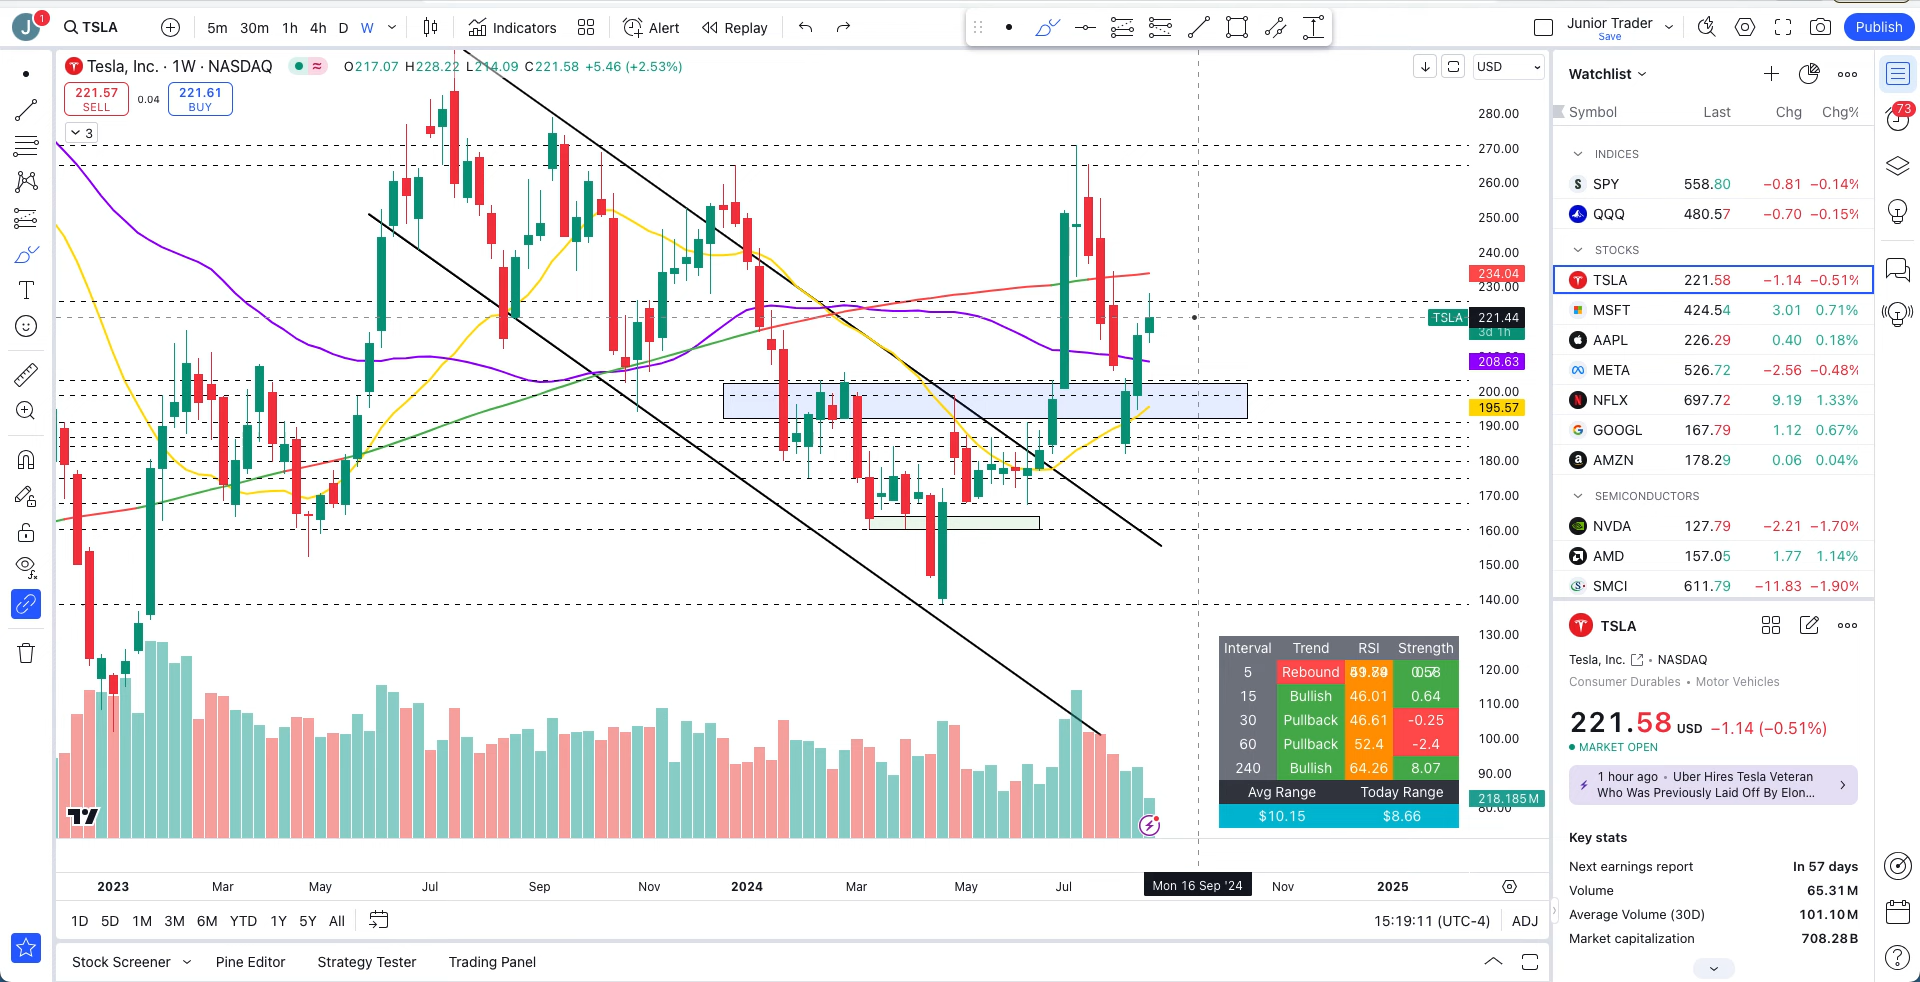 J 1 TSLA 5m 30m 1h 4h D W Indicators Alert Replay Junior Trader Save Publish
Tesla, Inc. · 1W · NASDAQ O217.07 H228.22 L214.09 C221.58 +5.46 (+2.53%) USD
221.57 SELL 0.04 221.61 BUY
3
280.00
270.00
260.00
250.00
240.00
234.04
230.00
TSLA 221.44
3d 1h
208.63
200.00
195.57
190.00
180.00
170.00
160.00
150.00
140.00
130.00
120.00
110.00
100.00
90.00
218.185M
80.00
Interval Trend RSI Strength
5 Rebound
15 Bullish 46.01 0.64
30 Pullback 46.61 -0.25
60 Pullback 52.4 -2.4
240 Bullish 64.26 8.07
Avg Range Today Range
$10.15 $8.66
2023 Mar May Jul Sep Nov 2024 Mar May Jul Mon 16 Sep '24 Nov 2025
1D 5D 1M 3M 6M YTD 1Y 5Y All 15:19:11 (UTC-4) ADJ
Stock Screener Pine Editor Strategy Tester Trading Panel
Watchlist
Symbol Last Chg Chg%
INDICES
SPY 558.80 −0.81 −0.14%
QQQ 480.57 −0.70 −0.15%
STOCKS
TSLA 221.58 −1.14 −0.51%
MSFT 424.54 3.01 0.71%
AAPL 226.29 0.40 0.18%
META 526.72 −2.56 −0.48%
NFLX 697.72 9.19 1.33%
GOOGL 167.79 1.12 0.67%
AMZN 178.29 0.06 0.04%
SEMICONDUCTORS
NVDA 127.79 −2.21 −1.70%
AMD 157.05 1.77 1.14%
SMCI 611.79 −11.83 −1.90%
TSLA
Tesla, Inc. • NASDAQ
Consumer Durables • Motor Vehicles
221.58 USD −1.14 (−0.51%)
MARKET OPEN
1 hour ago • Uber Hires Tesla Veteran
Who Was Previously Laid Off By Elon...
Key stats
Next earnings report In 57 days
Volume 65.31M
Average Volume (30D) 101.10M
Market capitalization 708.28B
73